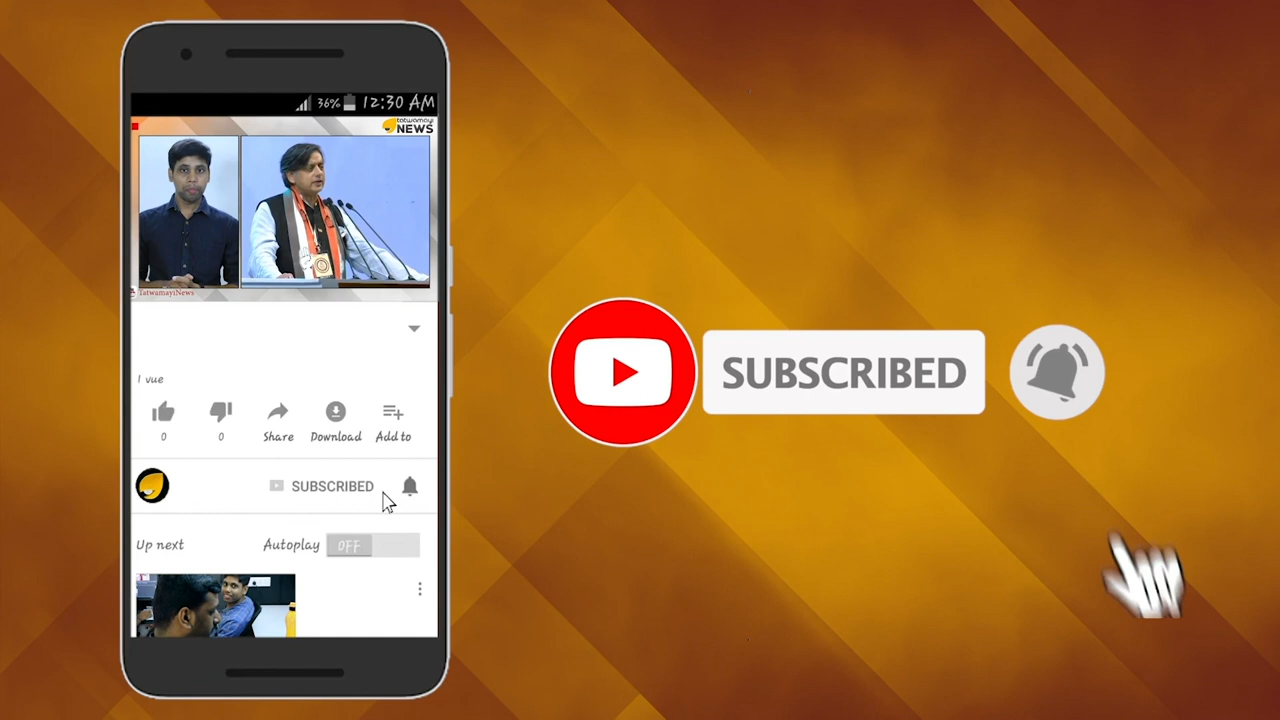 36% 12:30 AM
tatwamayi
NEWS
TatwamayiNews
1 vue
0 0 Share Download Add to
SUBSCRIBED
Up next Autoplay OFF
SUBSCRIBED